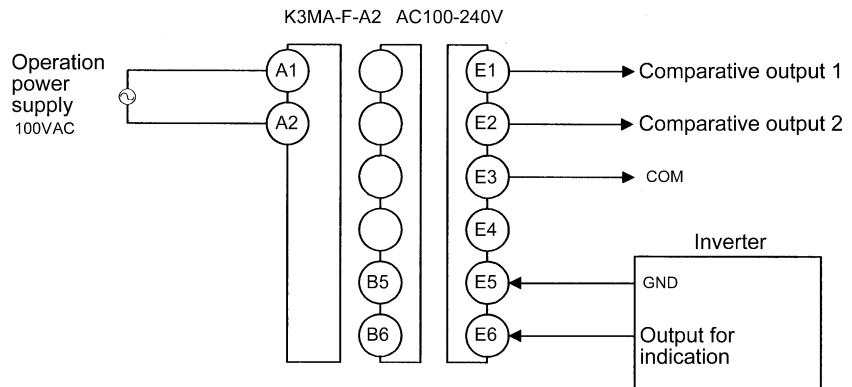 K3MA-F-A2 AC100-240V
Operation
power
supply
100VAC
A1
A2
B5
B6
E1
E2
E3
E4
E5
E6
Comparative output 1
Comparative output 2
COM
Inverter
GND
Output for
indication